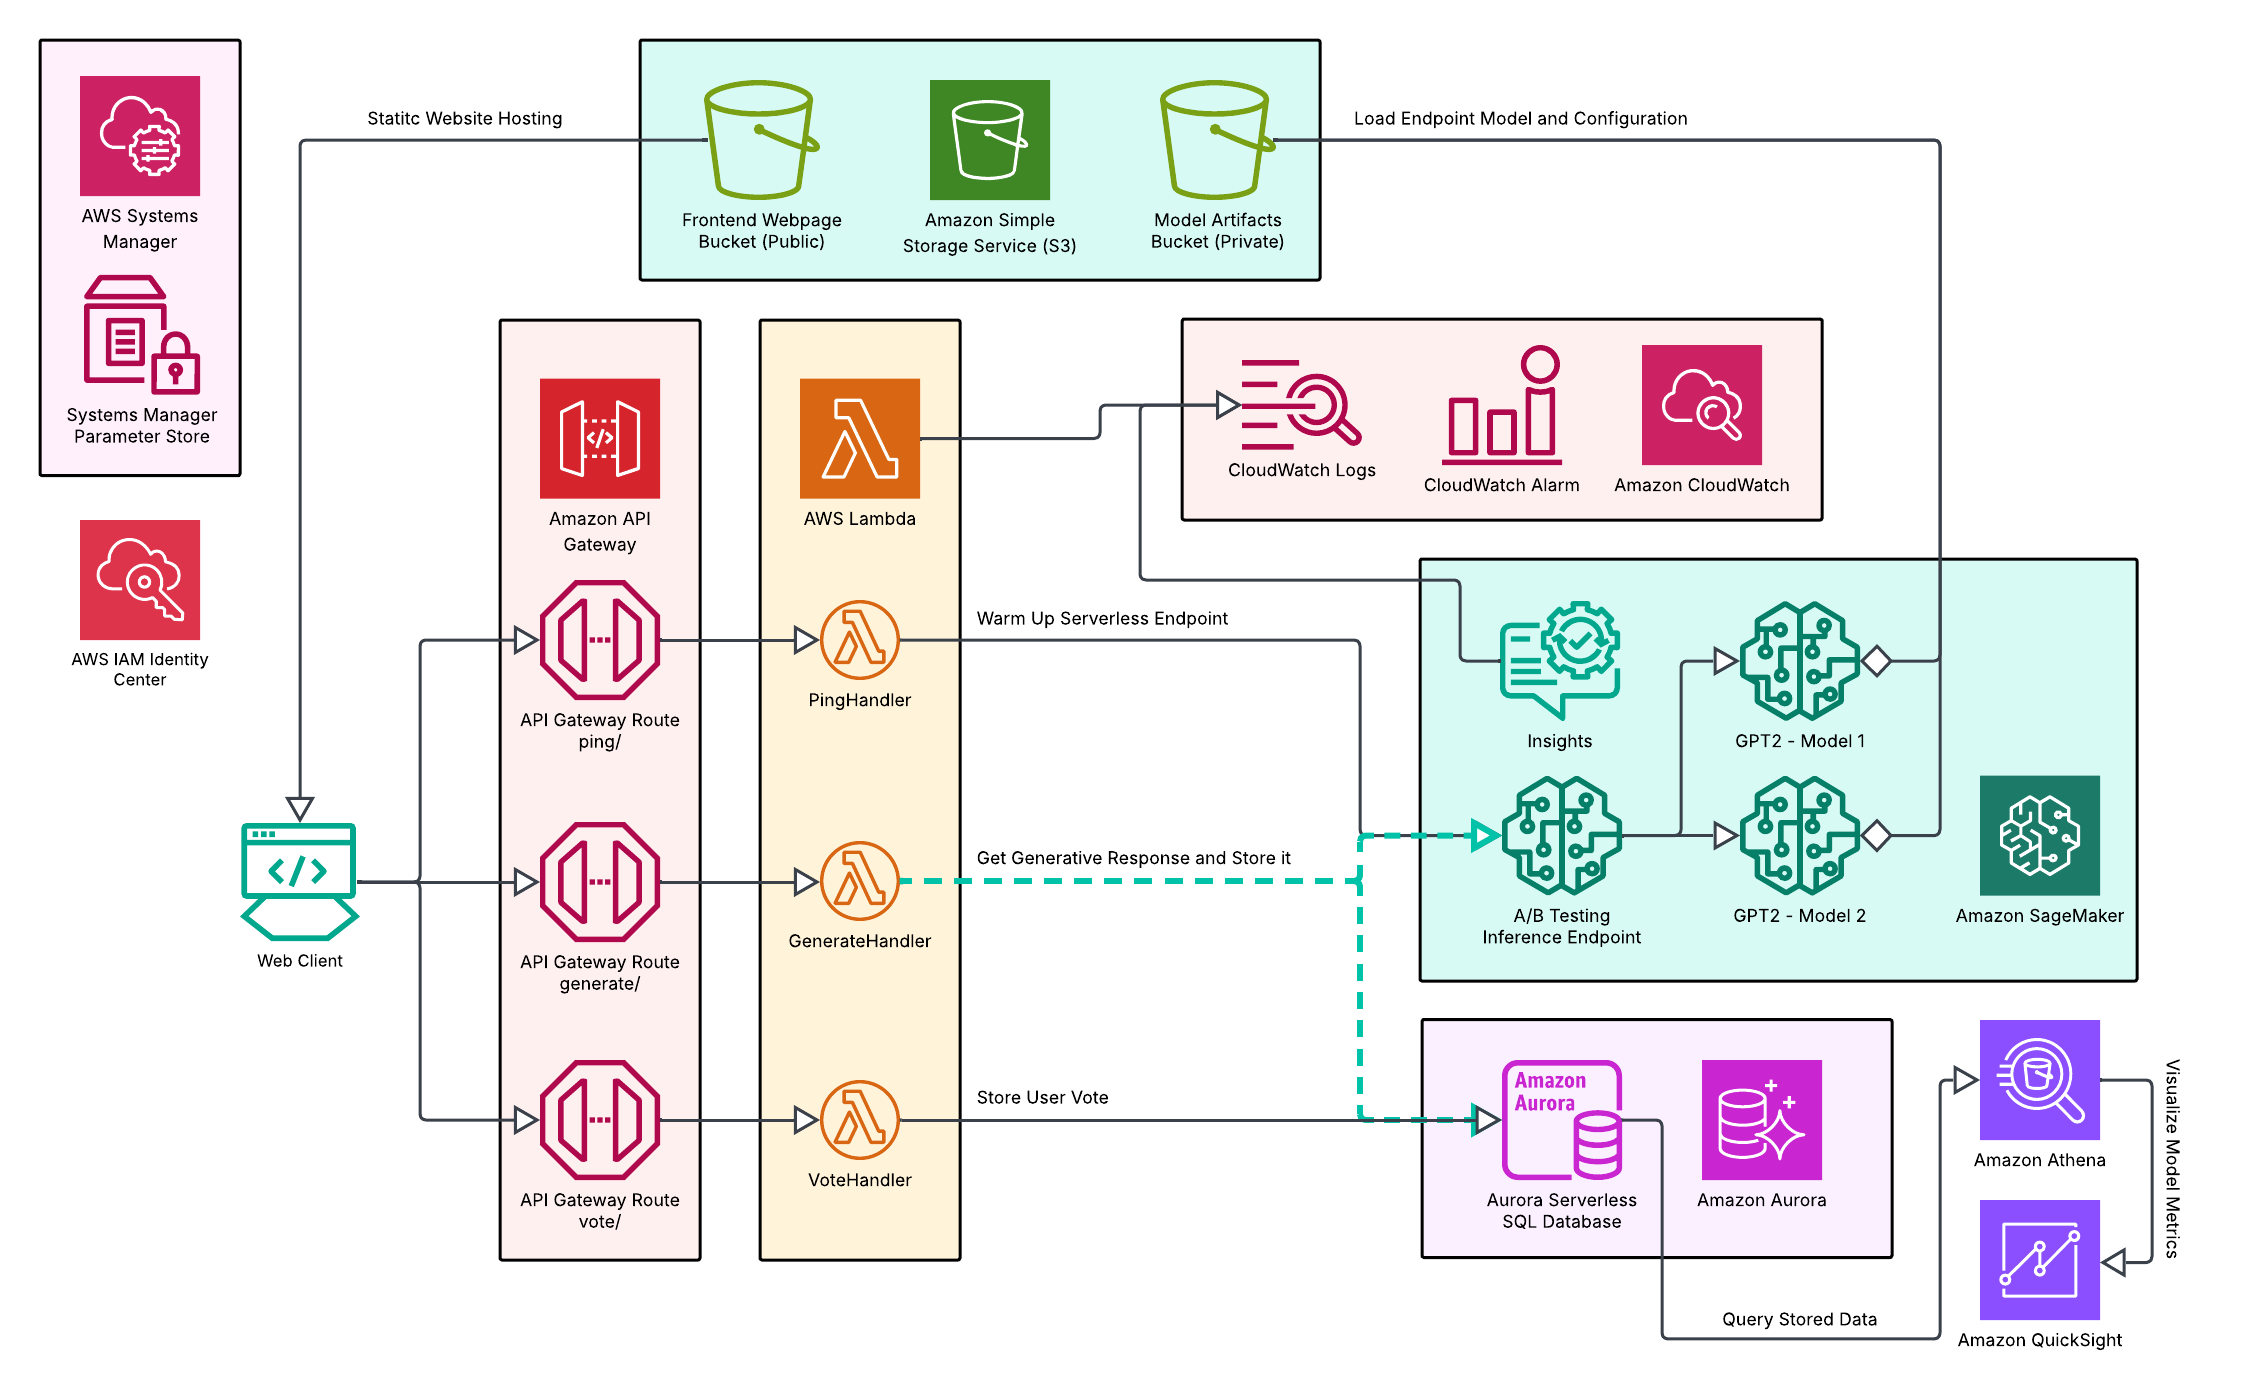 AWS Systems
Manager
Systems Manager
Parameter Store
AWS IAM Identity
Center
Statitc Website Hosting
Frontend Webpage
Bucket (Public)
Amazon Simple
Storage Service (S3)
Model Artifacts
Bucket (Private)
Load Endpoint Model and Configuration
Web Client
Amazon API
Gateway
API Gateway Route
ping/
API Gateway Route
generate/
API Gateway Route
vote/
AWS Lambda
PingHandler
GenerateHandler
VoteHandler
CloudWatch Logs
CloudWatch Alarm
Amazon CloudWatch
Warm Up Serverless Endpoint
Get Generative Response and Store it
Store User Vote
Insights
GPT2 - Model 1
A/B Testing
Inference Endpoint
GPT2 - Model 2
Amazon SageMaker
Amazon
Aurora
Aurora Serverless
SQL Database
Amazon Aurora
Query Stored Data
Amazon Athena
Visualize Model Metrics
Amazon QuickSight